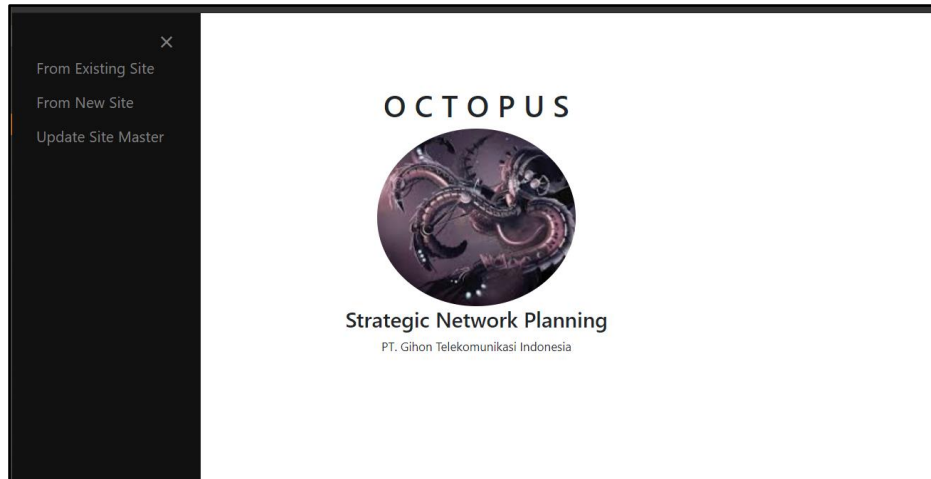 ×
From Existing Site
From New Site
Update Site Master
OCTOPUS
Strategic Network Planning
PT. Gihon Telekomunikasi Indonesia